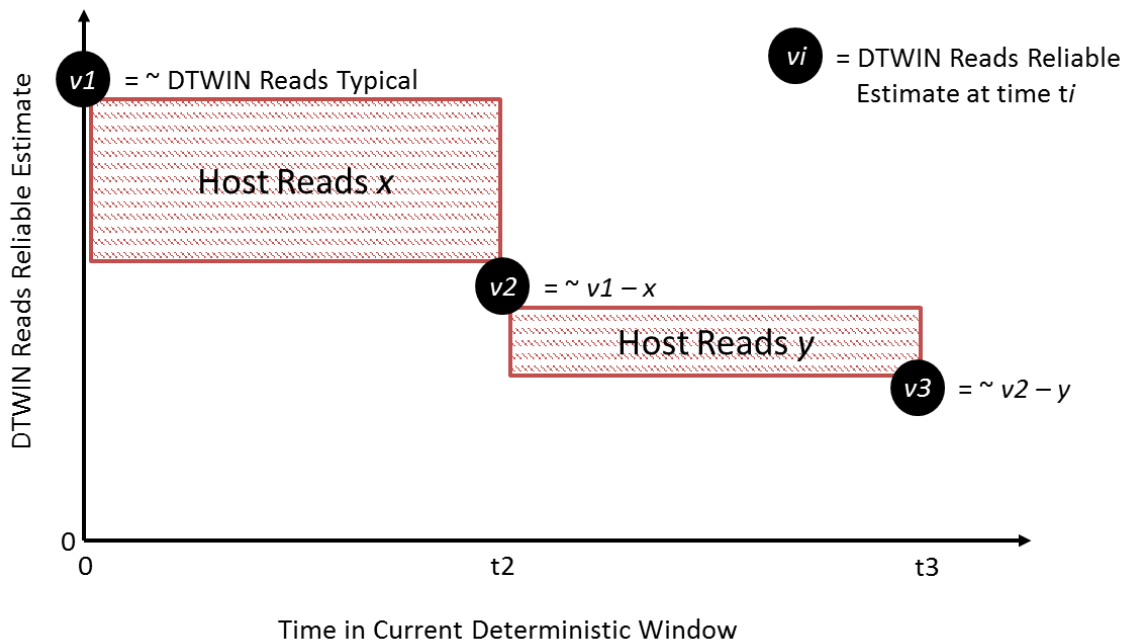 v1 = ~ DTWIN Reads Typical
vi = DTWIN Reads Reliable
Estimate at time ti
DTWIN Reads Reliable Estimate
Host Reads x
v2 = ~ v1 – x
Host Reads y
v3 = ~ v2 – y
0
0 t2 t3
Time in Current Deterministic Window